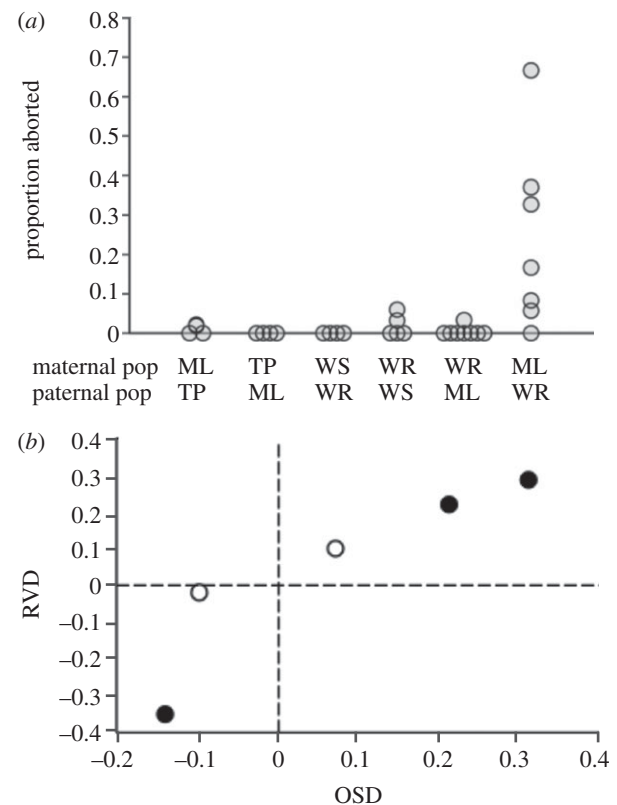 (a)
0.8
0.7
0.6
0.5
0.4
0.3
0.2
0.1
0
proportion aborted
maternal pop ML TP WS WR WR ML
paternal pop TP ML WR WS ML WR
(b)
0.4
0.3
0.2
0.1
0
–0.1
–0.2
–0.3
–0.4
RVD
–0.2 –0.1 0 0.1 0.2 0.3 0.4
OSD